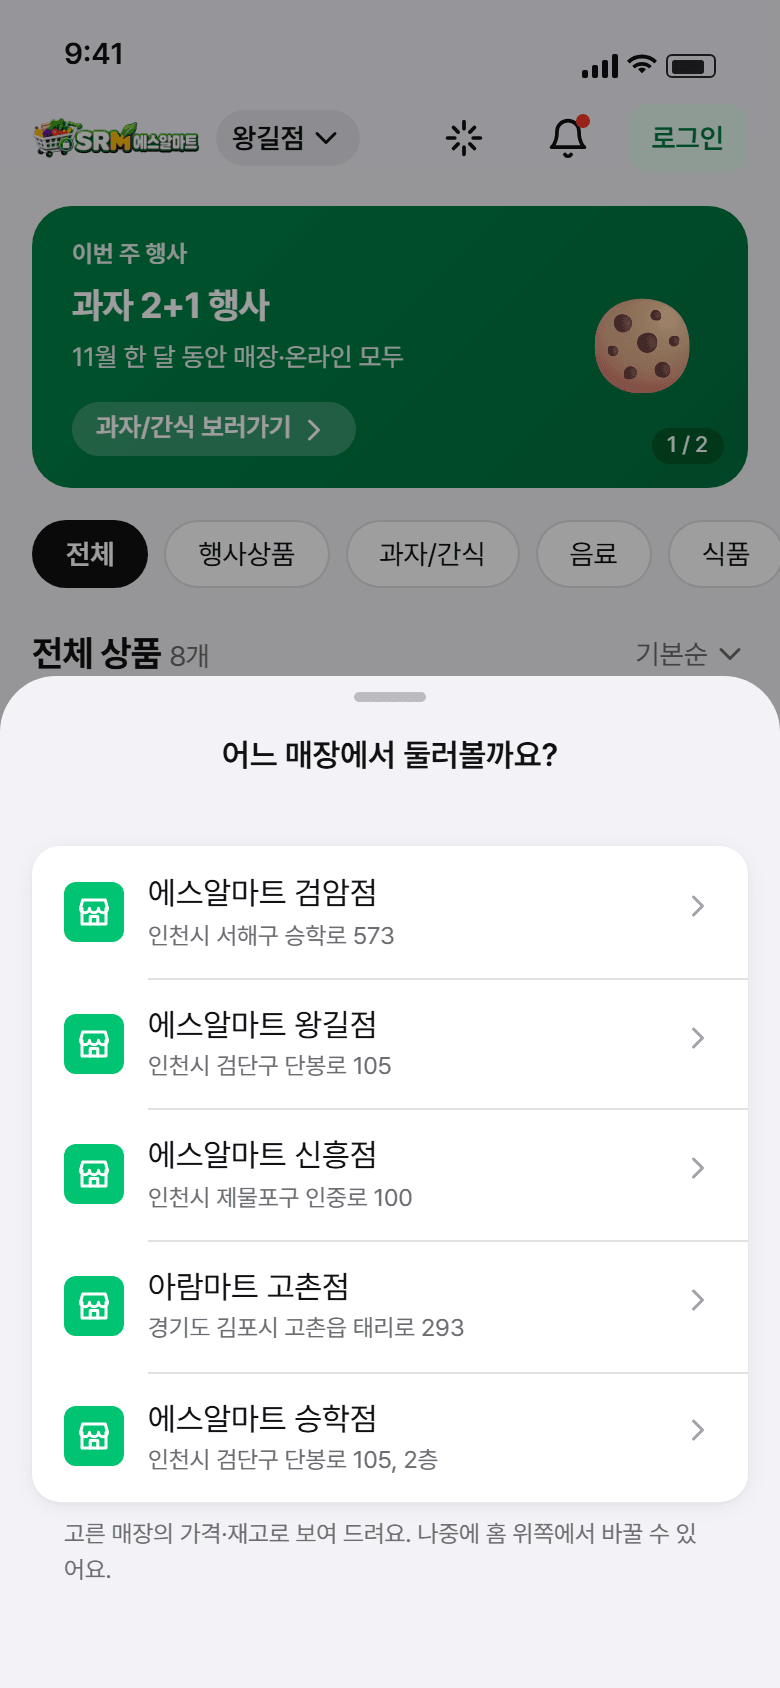 9:41
SRM 에스알마트
왕길점
로그인
이번 주 행사
과자 2+1 행사
11월 한 달 동안 매장·온라인 모두
과자/간식 보러가기
1 / 2
전체
행사상품
과자/간식
음료
식품
전체 상품 8개
기본순
어느 매장에서 둘러볼까요?
에스알마트 검암점
인천시 서해구 승학로 573
에스알마트 왕길점
인천시 검단구 단봉로 105
에스알마트 신흥점
인천시 제물포구 인중로 100
아람마트 고촌점
경기도 김포시 고촌읍 태리로 293
에스알마트 승학점
인천시 검단구 단봉로 105, 2층
고른 매장의 가격·재고로 보여 드려요. 나중에 홈 위쪽에서 바꿀 수 있
어요.